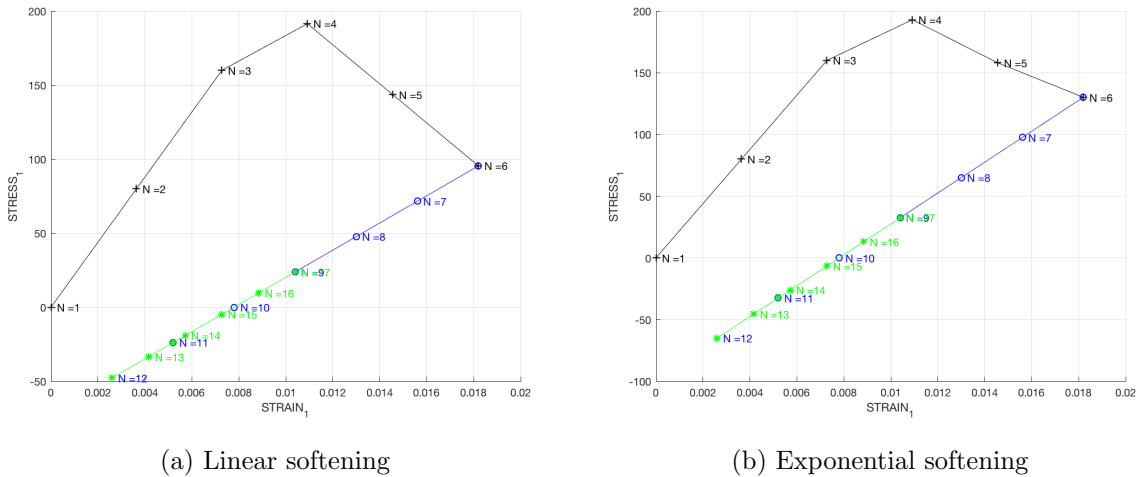 200
150
100
50
0
-50
STRESS₁
N =1
N =2
N =3
N =4
N =5
N =6
N =7
N =8
N =9
N =10
N =11
N =12
N =13
N =14
N =15
N =16
N =17
0 0.002 0.004 0.006 0.008 0.01 0.012 0.014 0.016 0.018 0.02
STRAIN₁
(a) Linear softening
200
150
100
50
0
-50
-100
STRESS₁
N =1
N =2
N =3
N =4
N =5
N =6
N =7
N =8
N =9
N =10
N =11
N =12
N =13
N =14
N =15
N =16
N =17
0 0.002 0.004 0.006 0.008 0.01 0.012 0.014 0.016 0.018 0.02
STRAIN₁
(b) Exponential softening